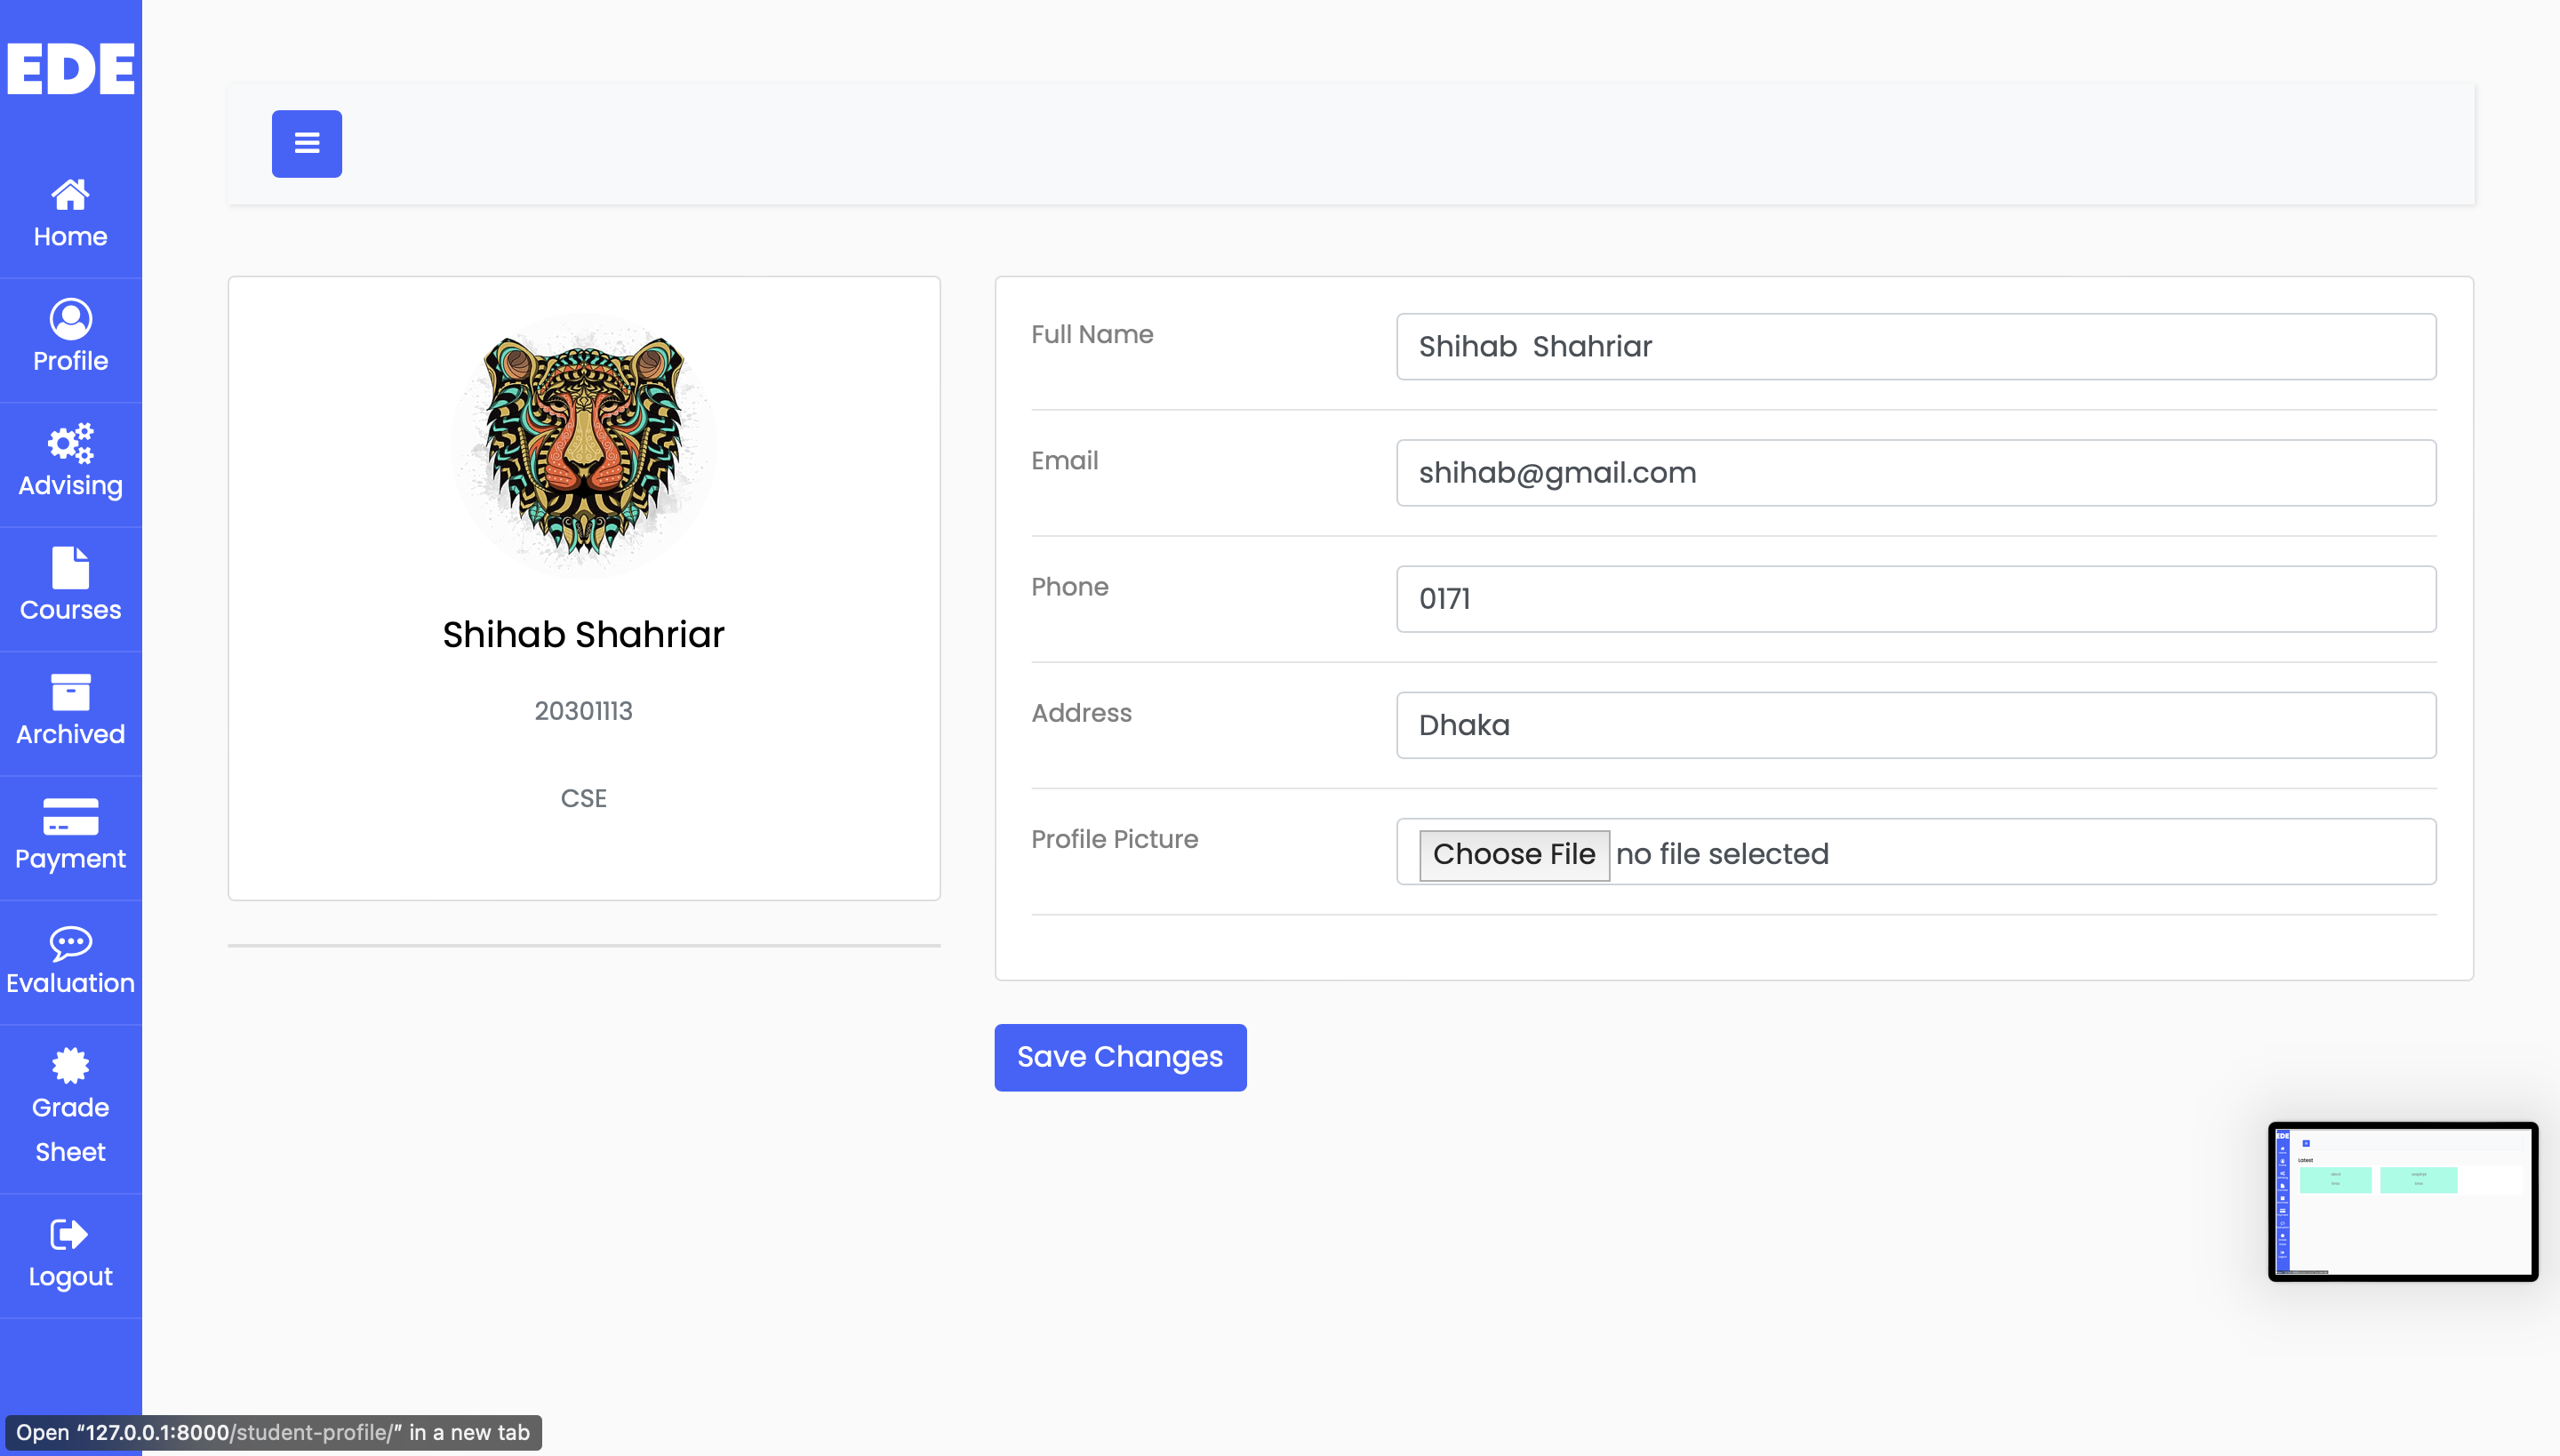 EDE
Home
Profile
Advising
Courses
Archived
Payment
Evaluation
Grade
Sheet
Logout
Shihab Shahriar
20301113
CSE
Full Name
Shihab  Shahriar
Email
shihab@gmail.com
Phone
0171
Address
Dhaka
Profile Picture
Choose File no file selected
Save Changes
EDE
Latest
Open “127.0.0.1:8000/student-profile/” in a new tab